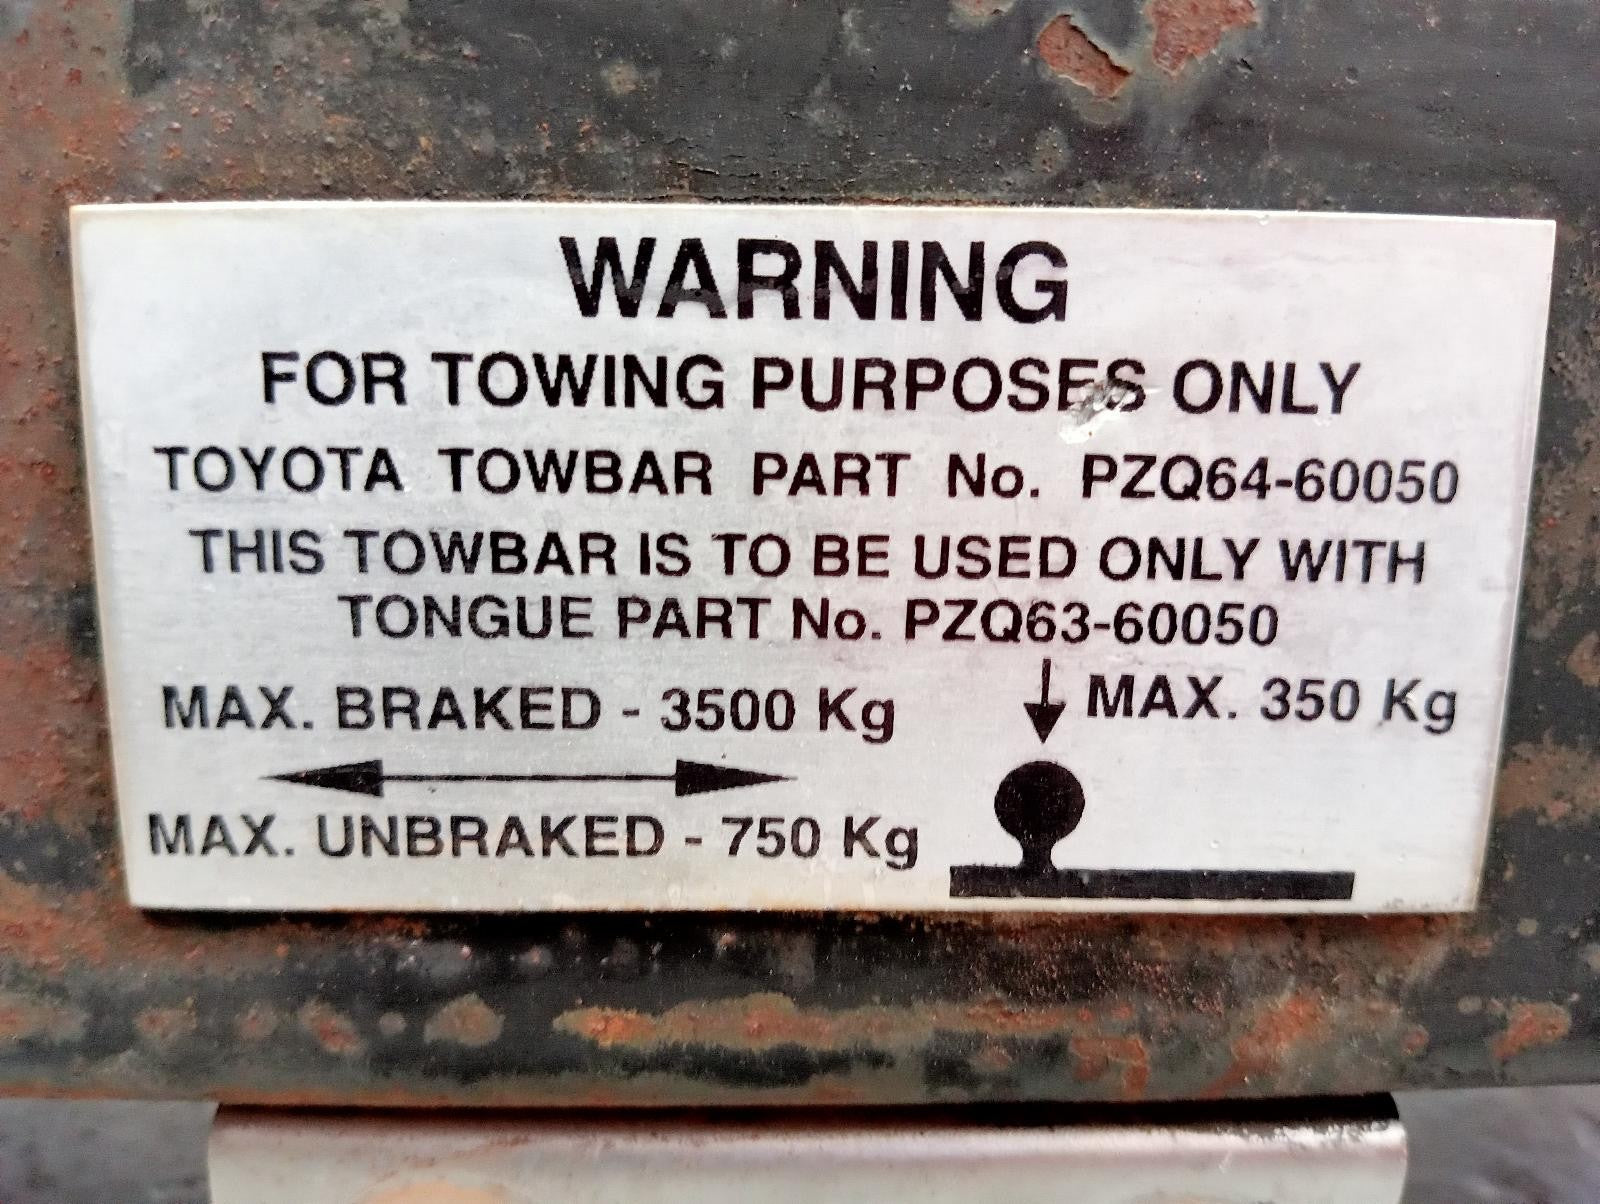 WARNING
FOR TOWING PURPOSES ONLY
TOYOTA TOWBAR PART No. PZQ64-60050
THIS TOWBAR IS TO BE USED ONLY WITH
TONGUE PART No. PZQ63-60050
MAX. BRAKED - 3500 Kg
MAX. 350 Kg
MAX. UNBRAKED - 750 Kg